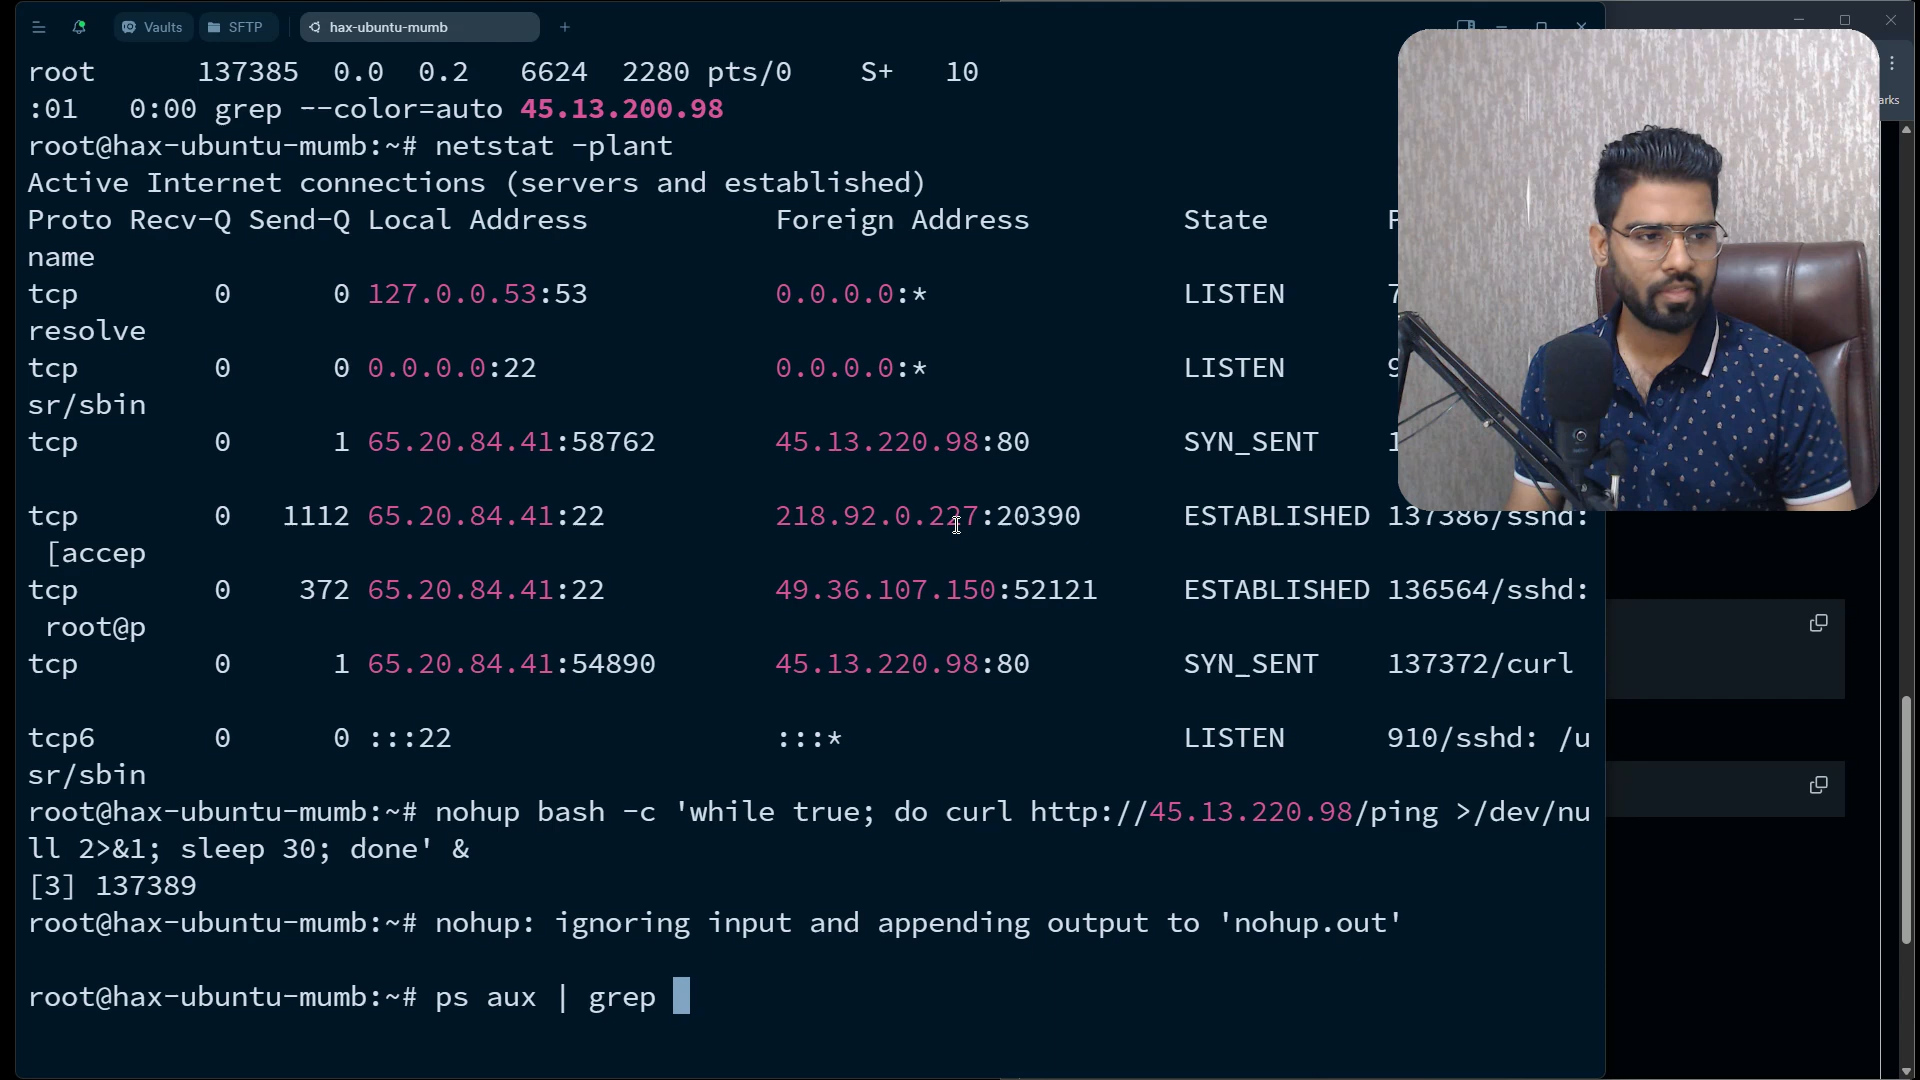 Vaults SFTP hax-ubuntu-mumb
root 137385 0.0 0.2 6624 2280 pts/0 S+ 10
:01 0:00 grep --color=auto 45.13.200.98
root@hax-ubuntu-mumb:~# netstat -plant
Active Internet connections (servers and established)
Proto Recv-Q Send-Q Local Address Foreign Address State
name
tcp 0 0 127.0.0.53:53 0.0.0.0:* LISTEN 7
resolve
tcp 0 0 0.0.0.0:22 0.0.0.0:* LISTEN 9
sr/sbin
tcp 0 1 65.20.84.41:58762 45.13.220.98:80 SYN_SENT 1
tcp 0 1112 65.20.84.41:22 218.92.0.227:20390 ESTABLISHED 137386/sshd:
[accep
tcp 0 372 65.20.84.41:22 49.36.107.150:52121 ESTABLISHED 136564/sshd:
root@p
tcp 0 1 65.20.84.41:54890 45.13.220.98:80 SYN_SENT 137372/curl
tcp6 0 0 :::22 :::* LISTEN 910/sshd: /u
sr/sbin
root@hax-ubuntu-mumb:~# nohup bash -c 'while true; do curl http://45.13.220.98/ping >/dev/nu
ll 2>&1; sleep 30; done' &
[3] 137389
root@hax-ubuntu-mumb:~# nohup: ignoring input and appending output to 'nohup.out'
root@hax-ubuntu-mumb:~# ps aux | grep
arks